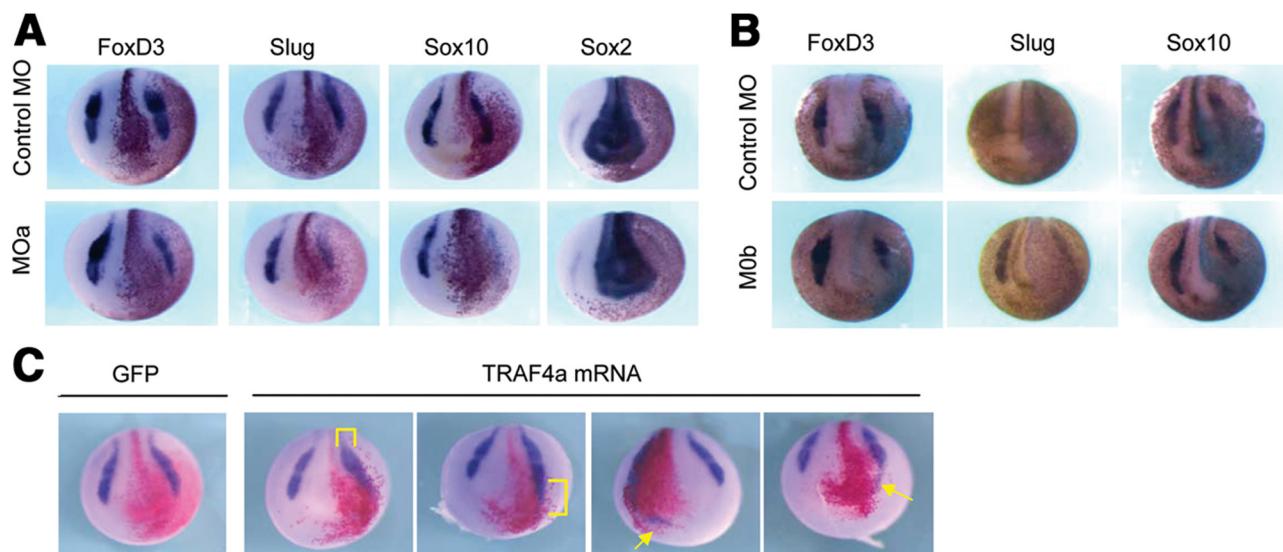 A
FoxD3 Slug Sox10 Sox2
Control MO
MOa
B
FoxD3 Slug Sox10
Control MO
M0b
C
GFP TRAF4a mRNA